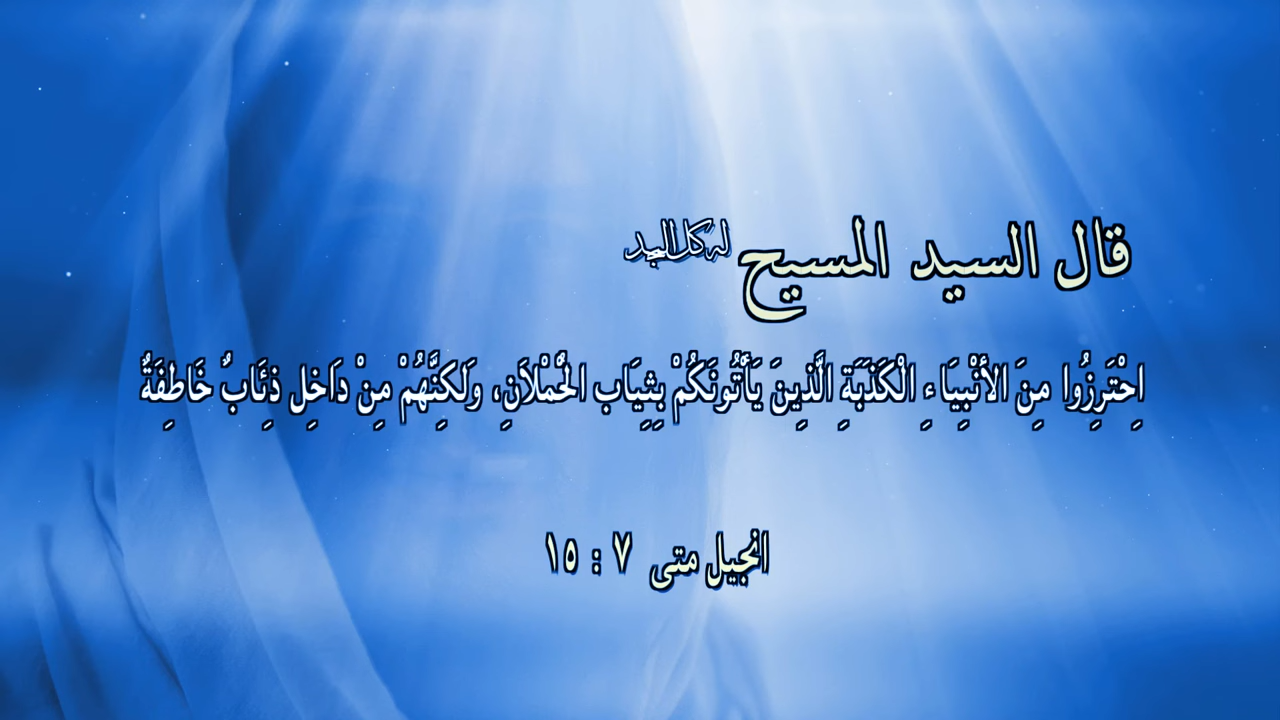 قال السيد المسيح له كل المجد
اِحْتَرِزُوا مِنَ الأَنْبِيَاءِ الْكَذَبَةِ الَّذِينَ يَأْتُونَكُمْ بِثِيَابِ الْحُمْلاَنِ، وَلكِنَّهُمْ مِنْ دَاخِل ذِئَابٌ خَاطِفَةٌ
انجيل متى ٧ : ١٥